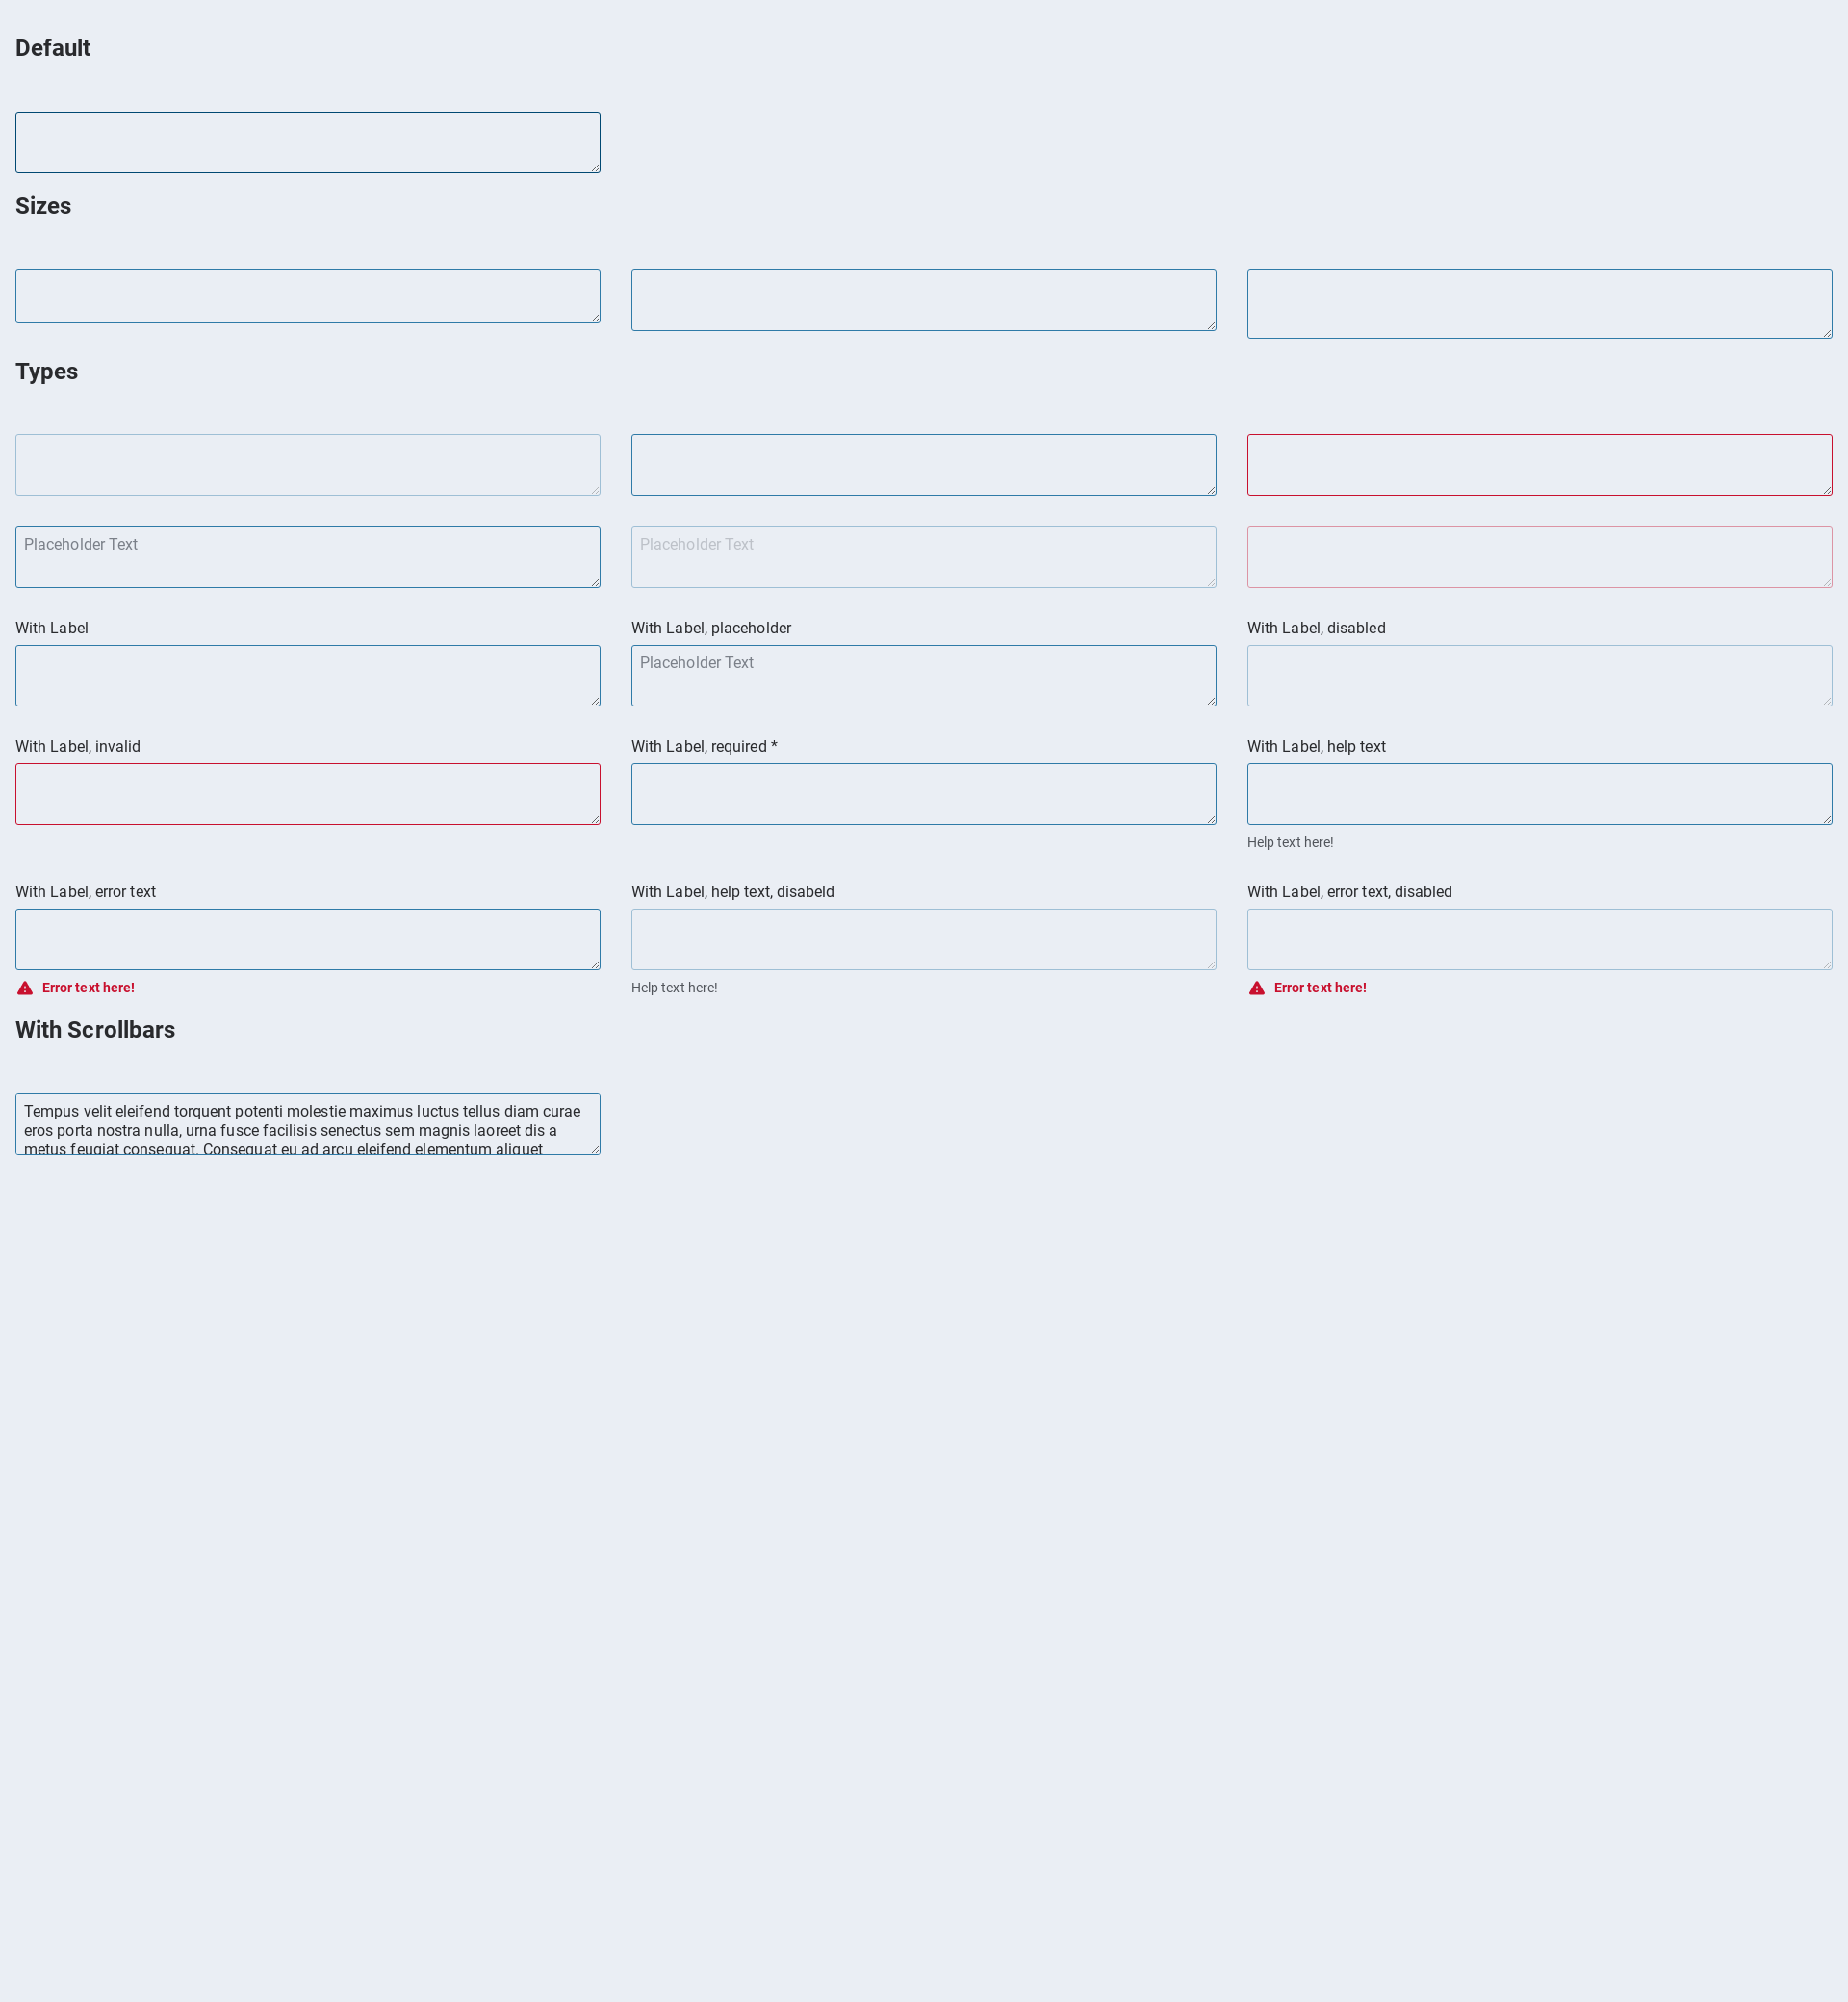 Default
Sizes
Types
Placeholder Text
Placeholder Text
With Label
With Label, placeholder
With Label, disabled
Placeholder Text
With Label, invalid
With Label, required *
With Label, help text
Help text here!
With Label, error text
With Label, help text, disabeld
With Label, error text, disabled
Error text here!
Help text here!
Error text here!
With Scrollbars
Tempus velit eleifend torquent potenti molestie maximus luctus tellus diam curae
eros porta nostra nulla, urna fusce facilisis senectus sem magnis laoreet dis a
metus feugiat consequat. Consequat eu ad arcu eleifend elementum aliquet